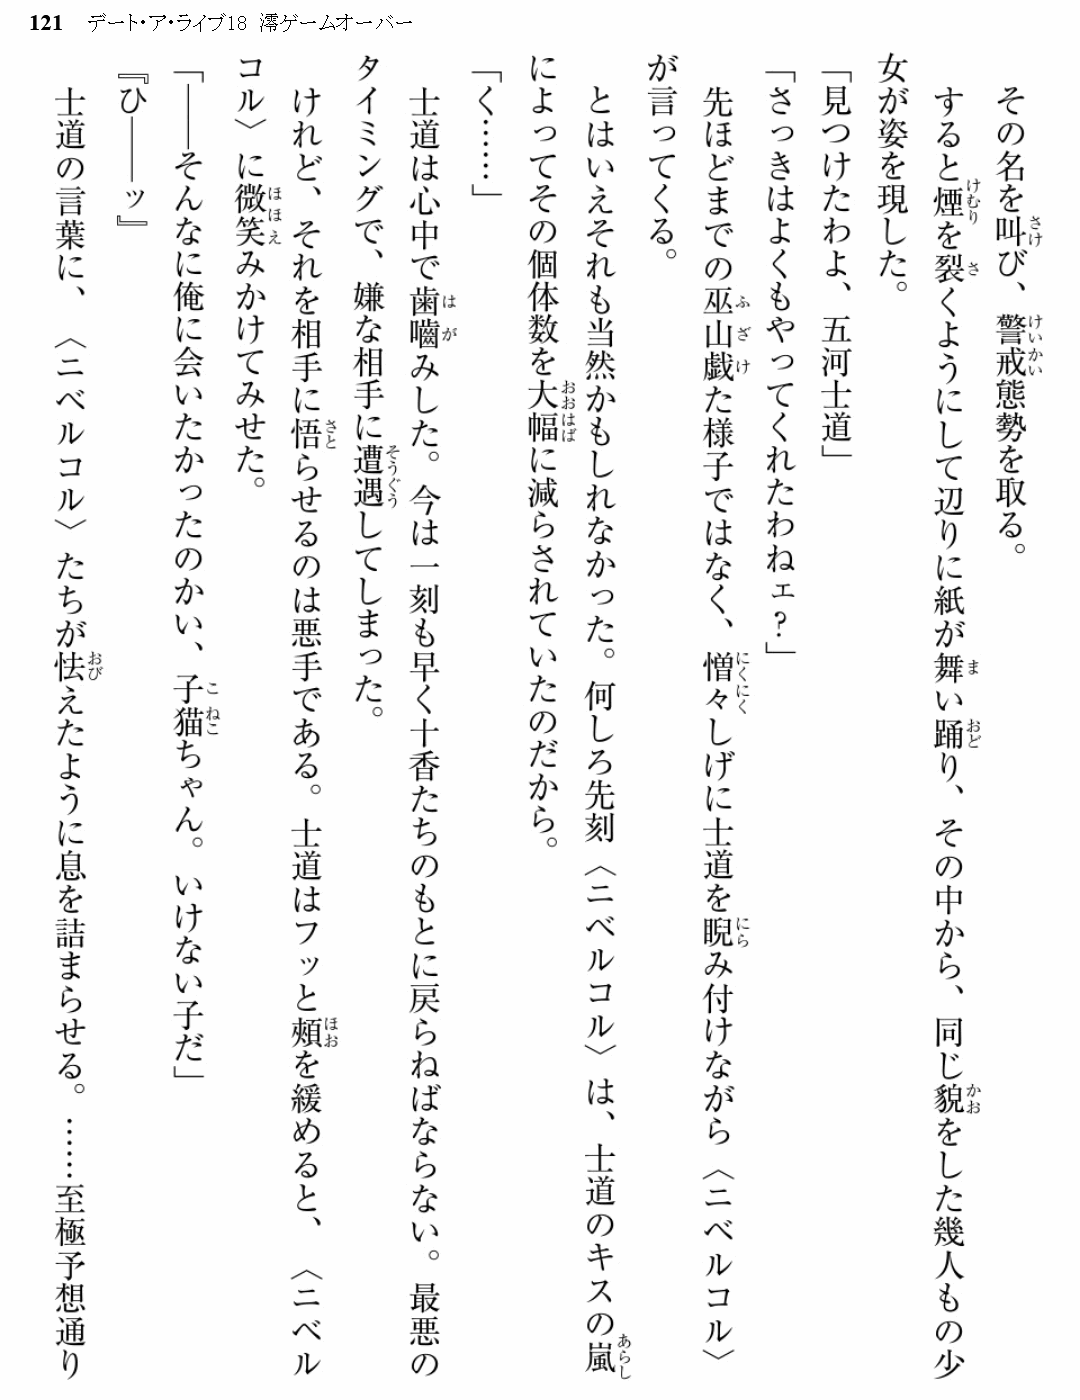 121 デート・ア・ライブ18 澪ゲームオーバー
その名を叫び、警戒態勢を取る。
すると煙を裂くようにして辺りに紙が舞い踊り、その中から、同じ貌をした幾人もの少
女が姿を現した。
「見つけたわよ、五河士道」
「さっきはよくもやってくれたわねェ?」
先ほどまでの巫山戯た様子ではなく、憎々しげに士道を睨み付けながら〈ニベルコル〉
が言ってくる。
とはいえそれも当然かもしれなかった。何しろ先刻〈ニベルコル〉は、士道のキスの嵐
によってその個体数を大幅に減らされていたのだから。
「く……」
士道は心中で歯嚙みした。今は一刻も早く十香たちのもとに戻らねばならない。最悪の
タイミングで、嫌な相手に遭遇してしまった。
けれど、それを相手に悟らせるのは悪手である。士道はフッと頰を緩めると、〈ニベル
コル〉に微笑みかけてみせた。
「――そんなに俺に会いたかったのかい、子猫ちゃん。いけない子だ」
『ひ――ッ』
士道の言葉に、〈ニベルコル〉たちが怯えたように息を詰まらせる。……至極予想通り